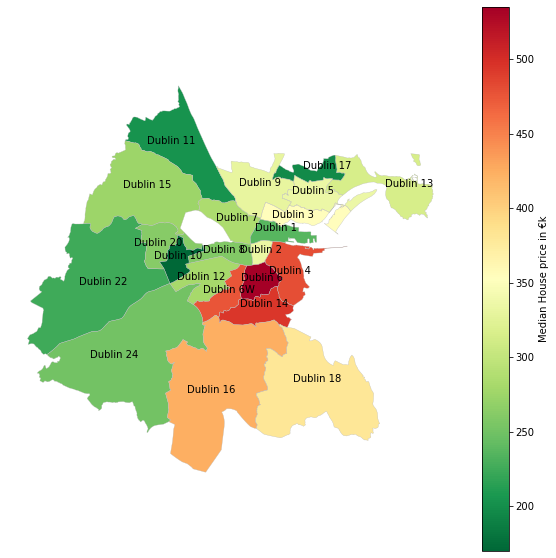 Dublin 11
Dublin 17
Dublin 15
Dublin 9
Dublin 13
Dublin 5
Dublin 7
Dublin 3
Dublin 1
Dublin 20
Dublin 8
Dublin 2
Dublin 10
Dublin 4
Dublin 22
Dublin 12
Dublin 6
Dublin 6W
Dublin 14
Dublin 24
Dublin 18
Dublin 16
500
450
400
350
300
250
200
Median House price in €k